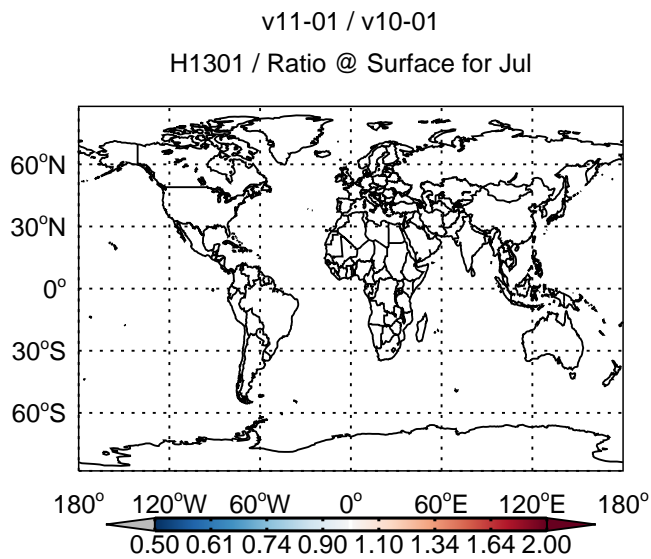 v11-01 / v10-01
H1301 / Ratio @ Surface for Jul
60°N
30°N
0°
30°S
60°S
180° 120°W 60°W 0° 60°E 120°E 180°
0.50 0.61 0.74 0.90 1.10 1.34 1.64 2.00